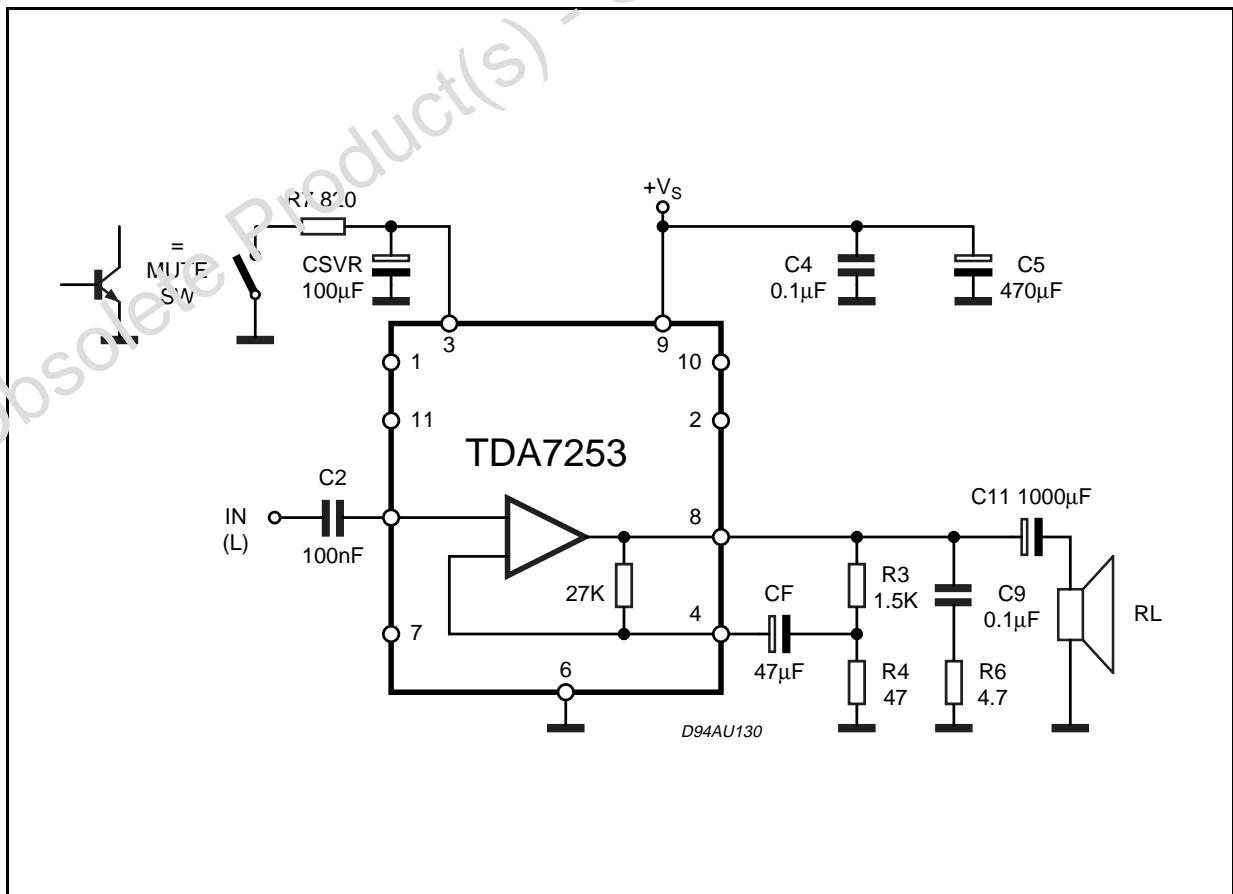 Obsolete Product(s) -
+VS
R7 820
=
MUTE
SW
CSVR
100µF
C4
0.1µF
C5
470µF
3
9
1
10
11
2
TDA7253
C2
IN
(L)
100nF
8
C11 1000µF
27K
R3
1.5K
CF
C9
0.1µF
RL
4
7
47µF
R4
47
R6
4.7
6
D94AU130